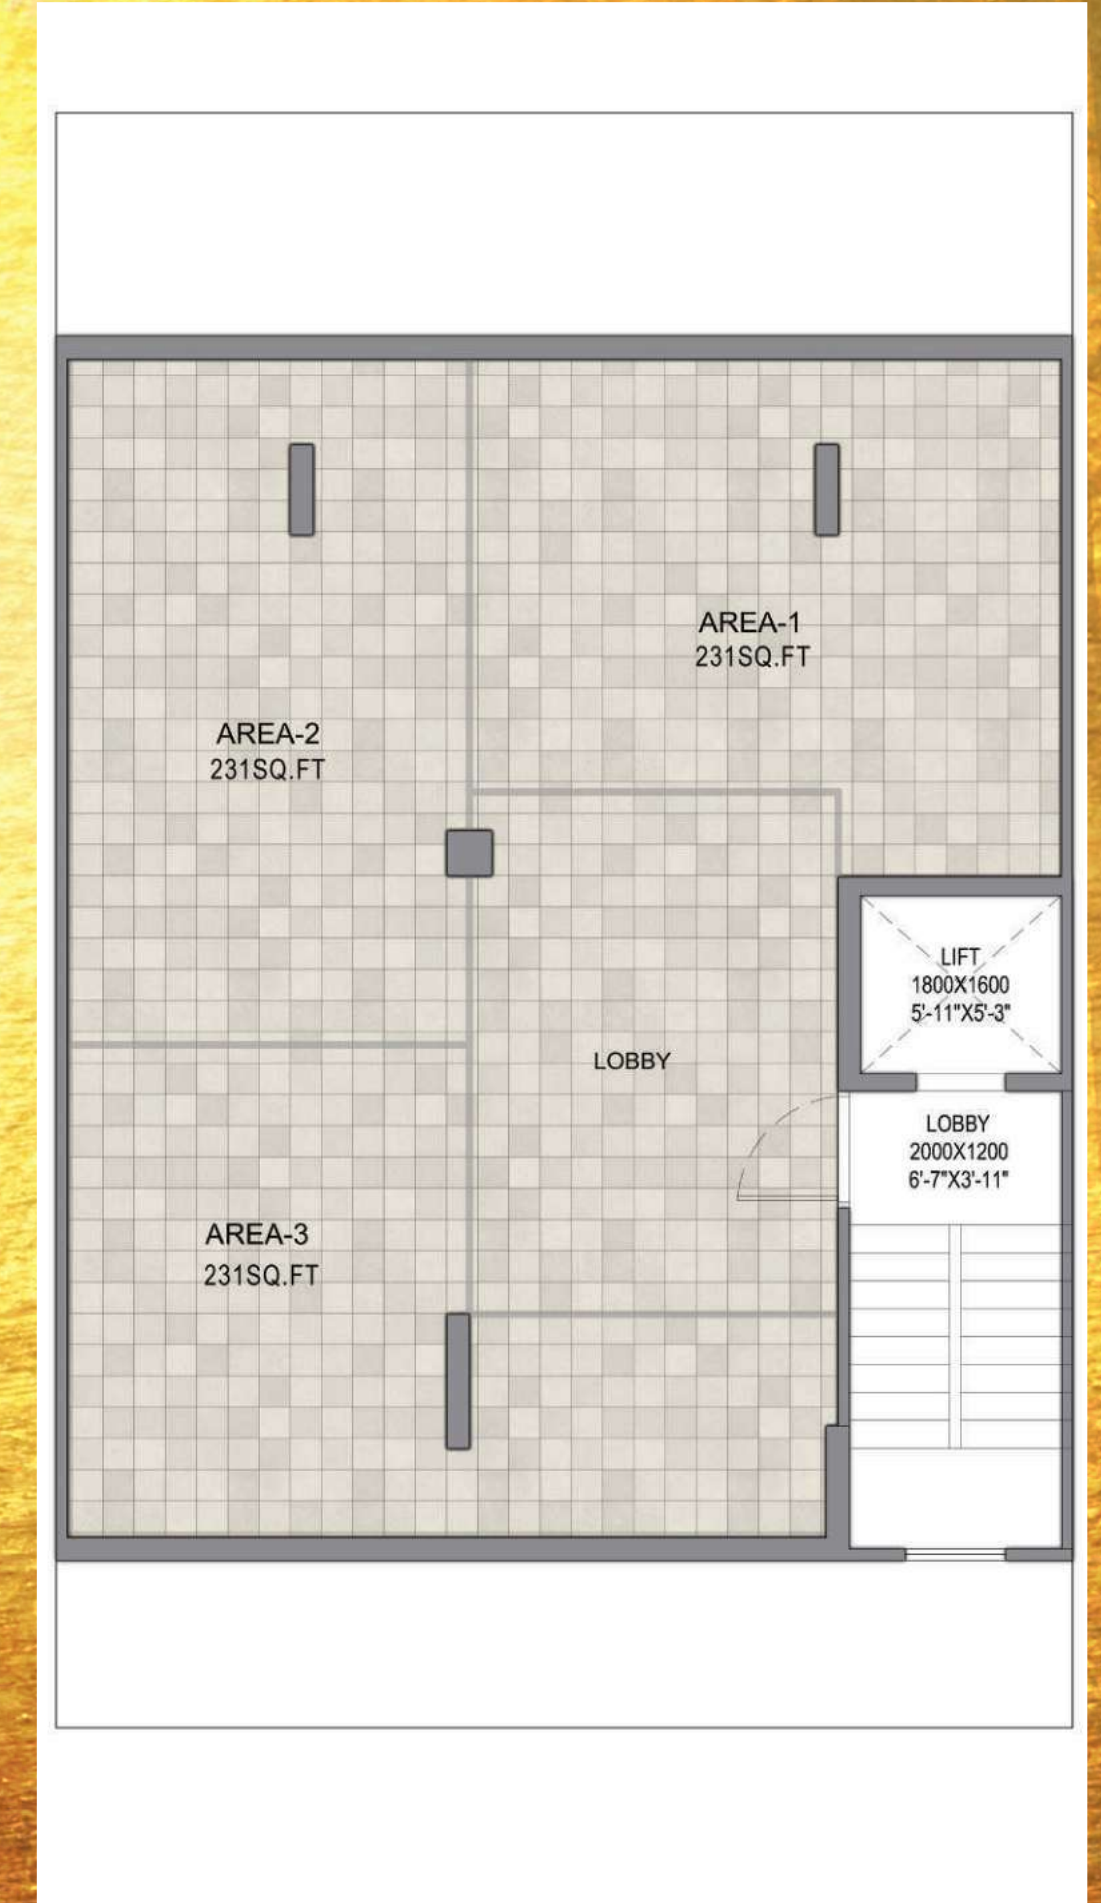 AREA-1
231SQ.FT
AREA-2
231SQ.FT
LIFT
1800X1600
5'-11"X5'-3"
LOBBY
LOBBY
2000X1200
6'-7"X3'-11"
AREA-3
231SQ.FT